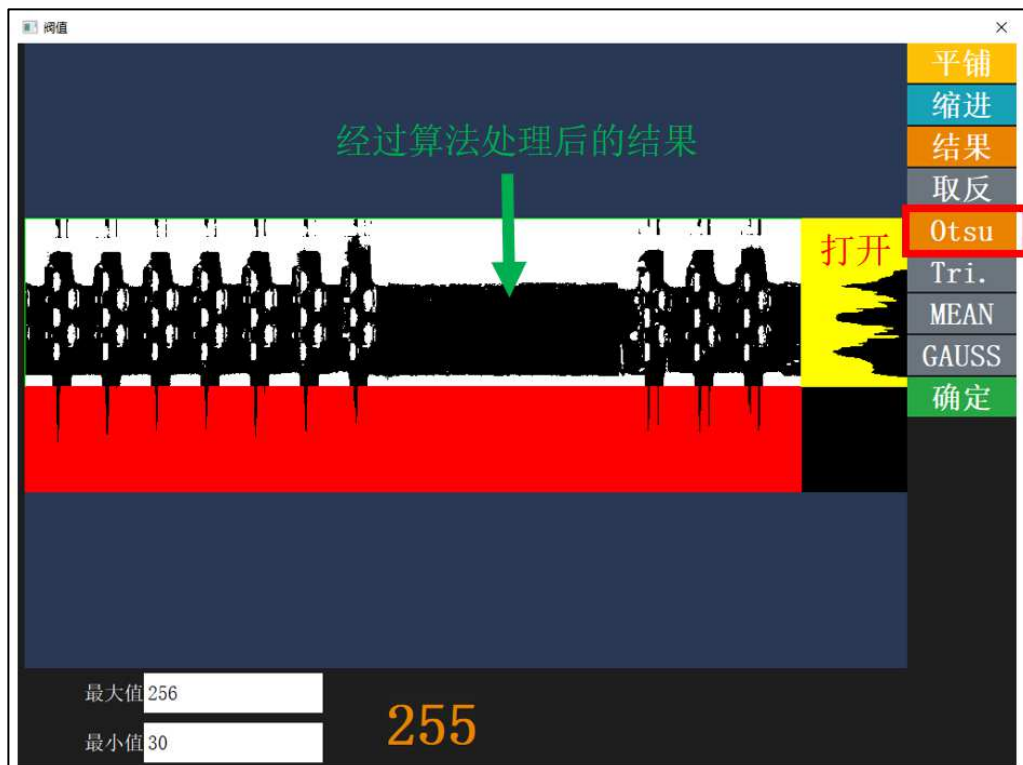 阀值
平铺
缩进
经过算法处理后的结果
结果
取反
Otsu
打开
Tri.
MEAN
GAUSS
确定
最大值 256
255
最小值 30